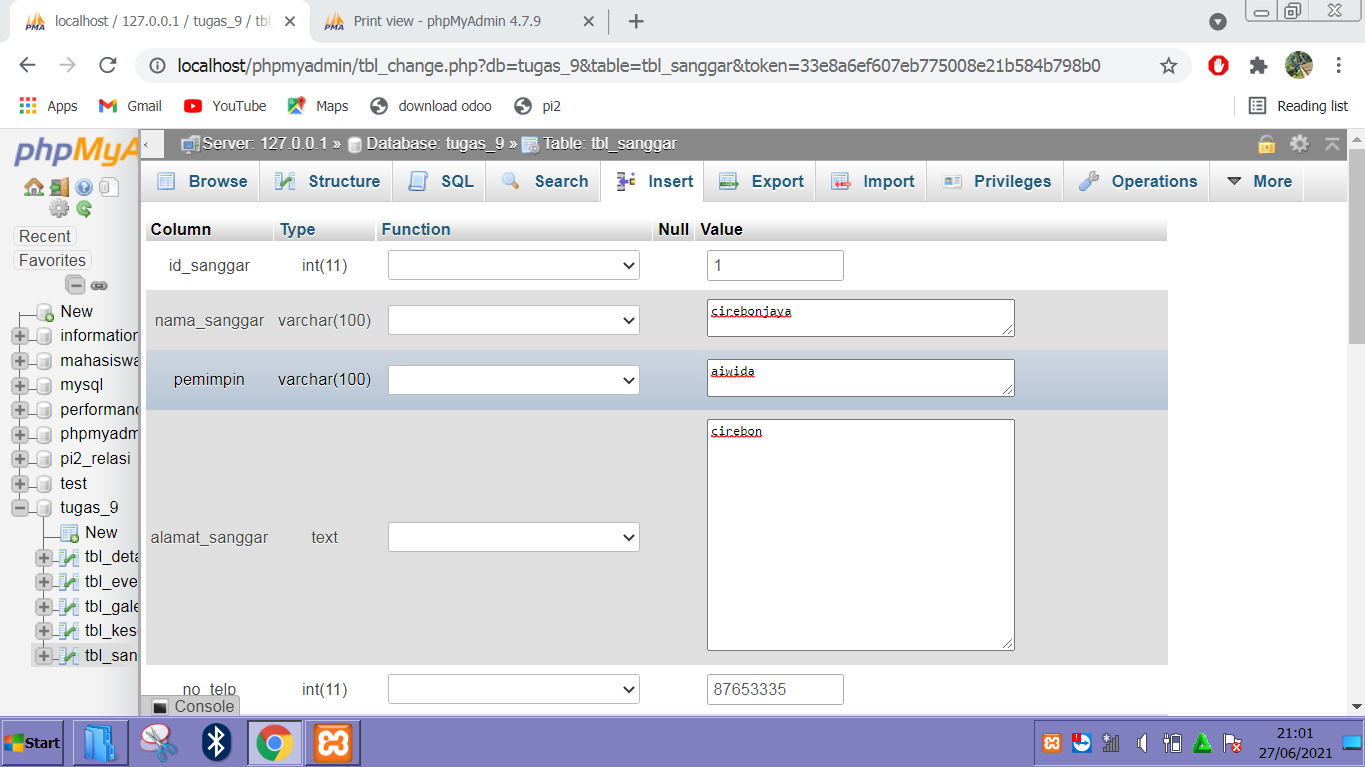 localhost / 127.0.0.1 / tugas_9 / tbl_
Print view - phpMyAdmin 4.7.9
localhost/phpmyadmin/tbl_change.php?db=tugas_9&table=tbl_sanggar&token=33e8a6ef607eb775008e21b584b798b0
Apps Gmail YouTube Maps download odoo pi2 Reading list
phpMyA
Server: 127.0.0.1 » Database: tugas_9 » Table: tbl_sanggar
Browse Structure SQL Search Insert Export Import Privileges Operations More
Recent
Favorites
New
information
mahasiswa
mysql
performanc
phpmyadm
pi2_relasi
test
tugas_9
New
tbl_deta
tbl_eve
tbl_gale
tbl_kes
tbl_san
Column Type Function Null Value
id_sanggar int(11) 1
nama_sanggar varchar(100) cirebonjaya
pemimpin varchar(100) aiwida
alamat_sanggar text cirebon
no_telp int(11) 87653335
Console
Start
21:01
27/06/2021